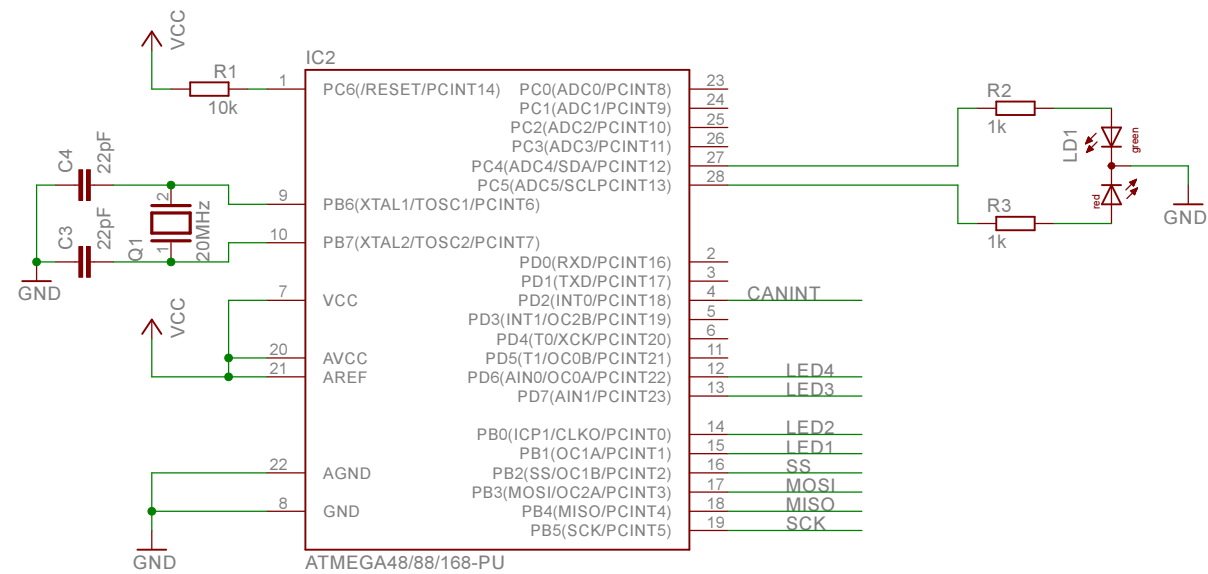 VCC
R1
10k
C4
22pF
C3
22pF
Q1
2
1
20MHz
GND
VCC
GND
IC2
1 PC6(/RESET/PCINT14)
9 PB6(XTAL1/TOSC1/PCINT6)
10 PB7(XTAL2/TOSC2/PCINT7)
7 VCC
20 AVCC
21 AREF
22 AGND
8 GND
PC0(ADC0/PCINT8) 23
PC1(ADC1/PCINT9) 24
PC2(ADC2/PCINT10) 25
PC3(ADC3/PCINT11) 26
PC4(ADC4/SDA/PCINT12) 27
PC5(ADC5/SCLPCINT13) 28
PD0(RXD/PCINT16) 2
PD1(TXD/PCINT17) 3
PD2(INT0/PCINT18) 4 CANINT
PD3(INT1/OC2B/PCINT19) 5
PD4(T0/XCK/PCINT20) 6
PD5(T1/OC0B/PCINT21) 11
PD6(AIN0/OC0A/PCINT22) 12 LED4
PD7(AIN1/PCINT23) 13 LED3
PB0(ICP1/CLKO/PCINT0) 14 LED2
PB1(OC1A/PCINT1) 15 LED1
PB2(SS/OC1B/PCINT2) 16 SS
PB3(MOSI/OC2A/PCINT3) 17 MOSI
PB4(MISO/PCINT4) 18 MISO
PB5(SCK/PCINT5) 19 SCK
ATMEGA48/88/168-PU
R2
1k
LD1
green
red
R3
1k
GND